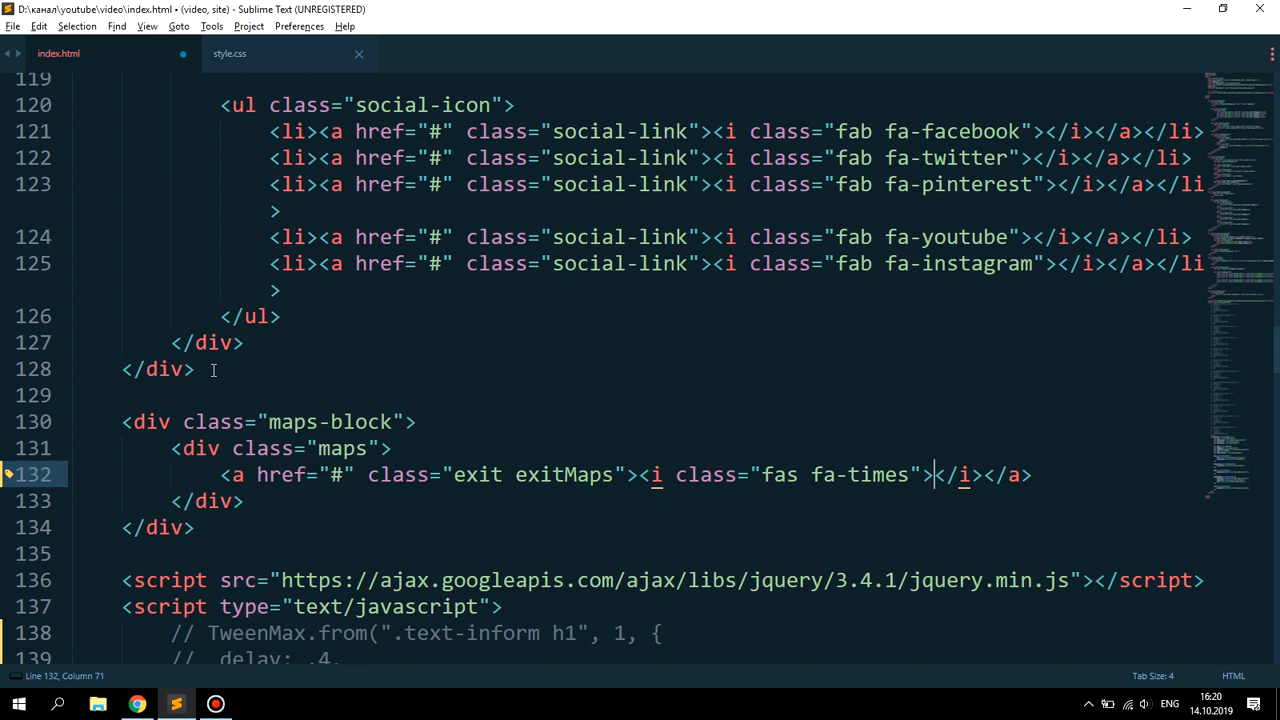 D:\канал\youtube\video\index.html • (video, site) - Sublime Text (UNREGISTERED)
File Edit Selection Find View Goto Tools Project Preferences Help
index.html style.css
119
120 <ul class="social-icon">
121 <li><a href="#" class="social-link"><i class="fab fa-facebook"></i></a></li>
122 <li><a href="#" class="social-link"><i class="fab fa-twitter"></i></a></li>
123 <li><a href="#" class="social-link"><i class="fab fa-pinterest"></i></a></li
>
124 <li><a href="#" class="social-link"><i class="fab fa-youtube"></i></a></li>
125 <li><a href="#" class="social-link"><i class="fab fa-instagram"></i></a></li
>
126 </ul>
127 </div>
128 </div>
129
130 <div class="maps-block">
131 <div class="maps">
132 <a href="#" class="exit exitMaps"><i class="fas fa-times"></i></a>
133 </div>
134 </div>
135
136 <script src="https://ajax.googleapis.com/ajax/libs/jquery/3.4.1/jquery.min.js"></script>
137 <script type="text/javascript">
138 // TweenMax.from(".text-inform h1", 1, {
139 // delay: .4,
Line 132, Column 71 Tab Size: 4 HTML
ENG 16:20
14.10.2019